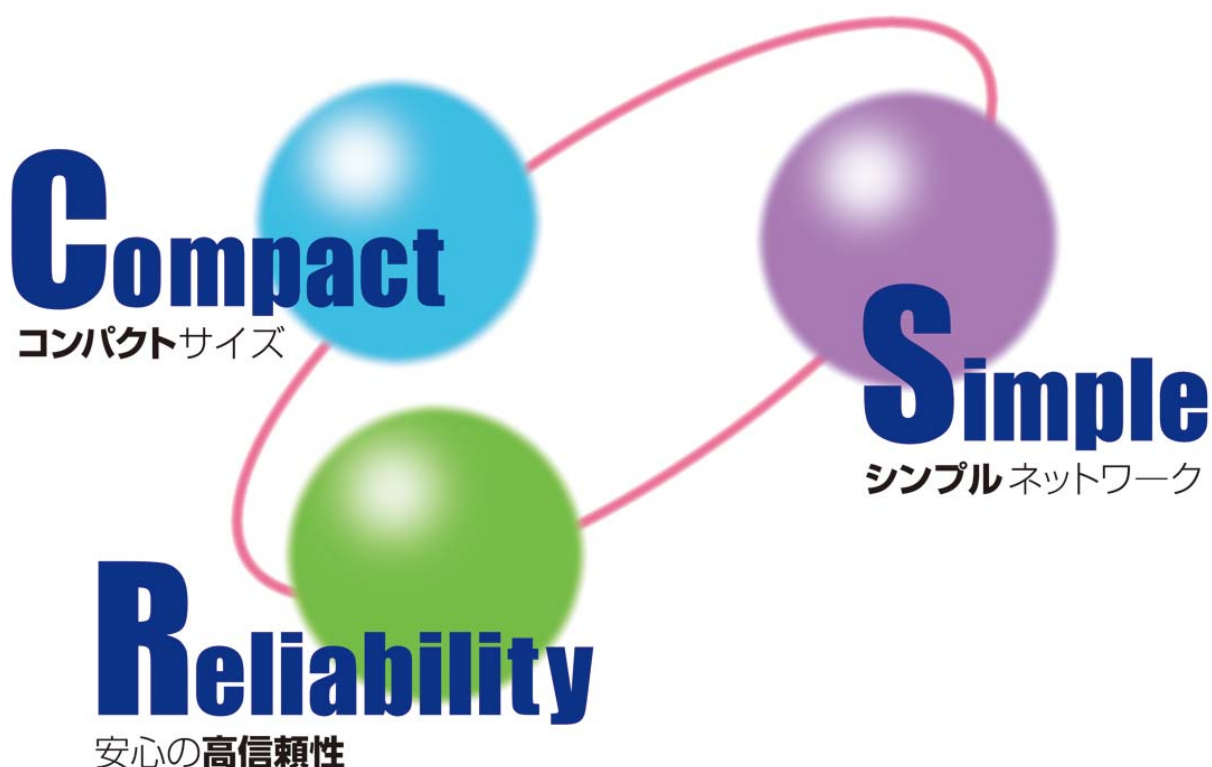 Compact
コンパクトサイズ
Simple
シンプルネットワーク
Reliability
安心の高信頼性